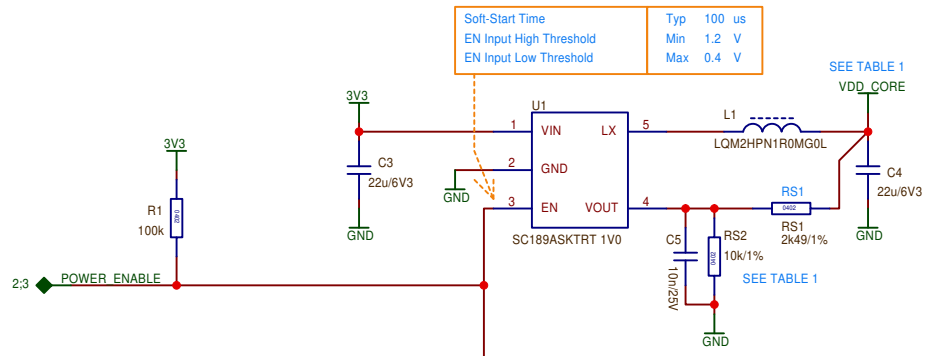 Soft-Start Time Typ 100 us
EN Input High Threshold Min 1.2 V
EN Input Low Threshold Max 0.4 V
SEE TABLE 1
VDD_CORE
3V3
U1
L1
1 VIN LX 5
LQM2HPN1R0MG0L
3V3
C3
22u/6V3
2 GND
C4
22u/6V3
GND
R1
100k
0402
3 EN VOUT 4
RS1
0402
RS1
2k49/1%
GND
SC189ASKTRT 1V0
C5
10n/25V
RS2
10k/1%
0402
GND
SEE TABLE 1
2;3 POWER_ENABLE
GND